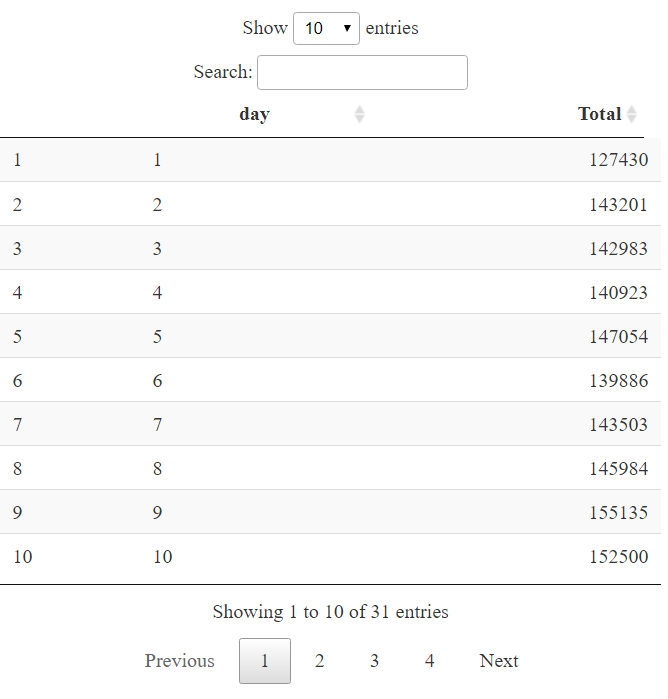 Show 10 entries
Search:
day Total
1 1 127430
2 2 143201
3 3 142983
4 4 140923
5 5 147054
6 6 139886
7 7 143503
8 8 145984
9 9 155135
10 10 152500
Showing 1 to 10 of 31 entries
Previous 1 2 3 4 Next